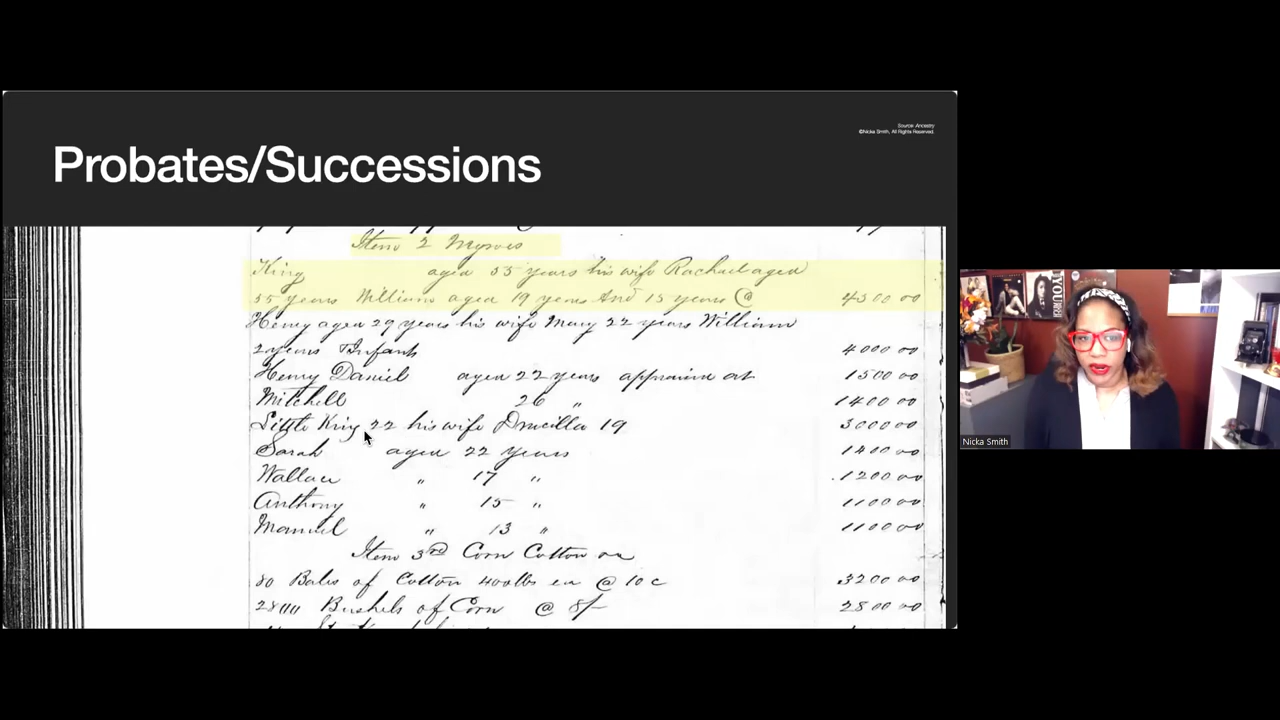 Source: Ancestry
©Nicka Smith, All Rights Reserved.
Probates/Successions
Item 2 Negroes
King aged 55 years his wife Rachael aged
55 years William aged 19 years And 15 years @ 4500 00
Henry aged 29 years his wife Mary 22 years William
2 years Infant 4000 00
Henry Daniel aged 22 years appraised at 1500 00
Mitchell 26 " 1400 00
Little King 22 his wife Drucilla 19 3000 00
Sarah aged 22 years 1400 00
Wallace " 17 " 1200 00
Anthony " 15 " 1100 00
Manuel " 13 " 1100 00
Item 3rd Corn Cotton
80 Bales of Cotton 400lbs ea @ 10c 3200 00
Bushels of Corn @ 8/- 2800 00
Nicka Smith